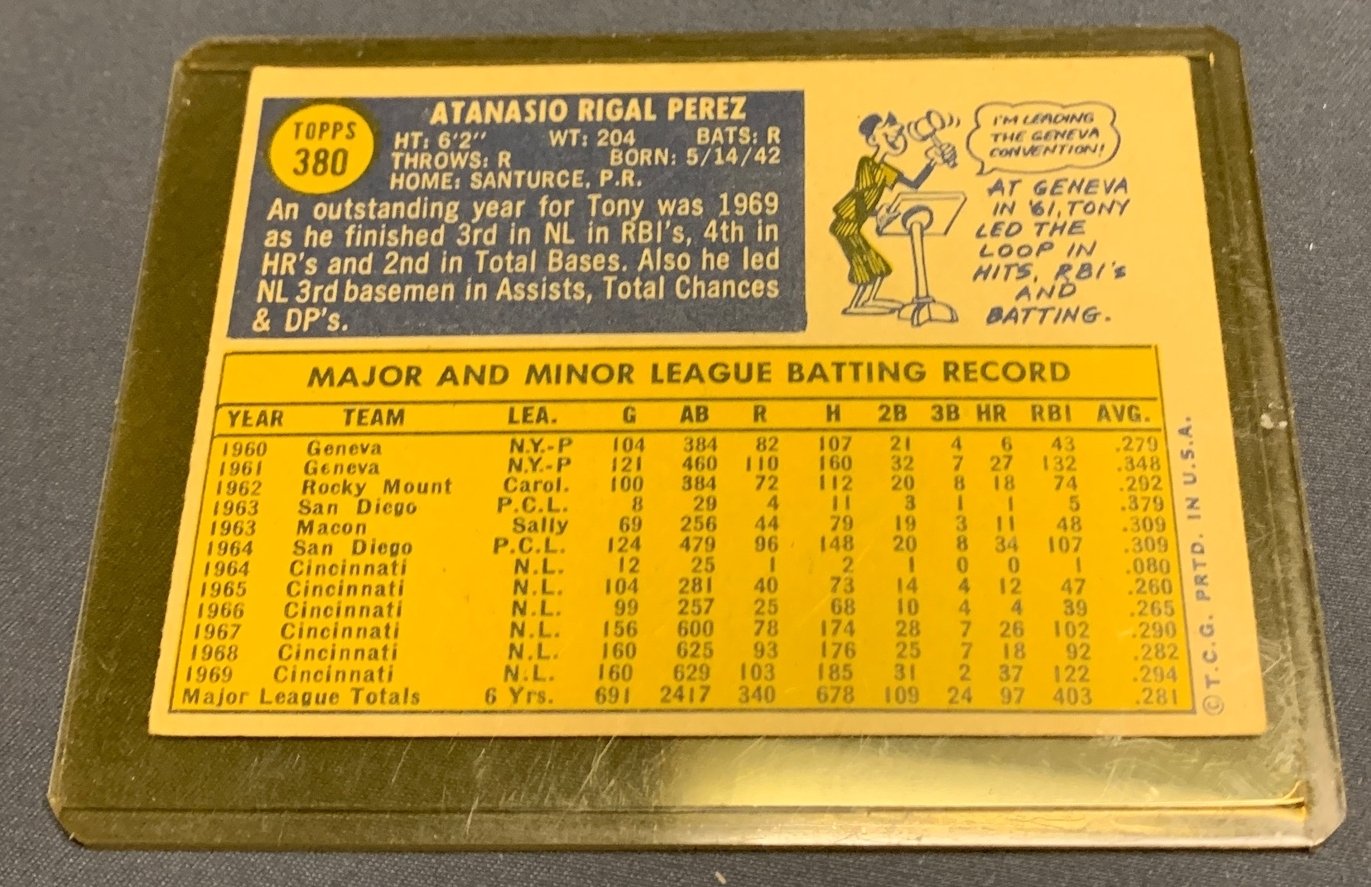 TOPPS
380
ATANASIO RIGAL PEREZ
HT: 6'2" WT: 204 BATS: R
THROWS: R BORN: 5/14/42
HOME: SANTURCE, P.R.
An outstanding year for Tony was 1969
as he finished 3rd in NL in RBI's, 4th in
HR's and 2nd in Total Bases. Also he led
NL 3rd basemen in Assists, Total Chances
& DP's.
I'M LEADING
THE GENEVA
CONVENTION!
AT GENEVA
IN '61, TONY
LED THE
LOOP IN
HITS, RBI's
AND
BATTING.
MAJOR AND MINOR LEAGUE BATTING RECORD
YEAR TEAM LEA. G AB R H 2B 3B HR RBI AVG.
1960 Geneva N.Y.-P 104 384 82 107 21 4 6 43 .279
1961 Geneva N.Y.-P 121 460 110 160 32 7 27 132 .348
1962 Rocky Mount Carol. 100 384 72 112 20 8 18 74 .292
1963 San Diego P.C.L. 8 29 4 11 3 1 1 5 .379
1963 Macon Sally 69 256 44 79 19 3 11 48 .309
1964 San Diego P.C.L. 124 479 96 148 20 8 34 107 .309
1964 Cincinnati N.L. 12 25 1 2 1 0 0 1 .080
1965 Cincinnati N.L. 104 281 40 73 14 4 12 47 .260
1966 Cincinnati N.L. 99 257 25 68 10 4 4 39 .265
1967 Cincinnati N.L. 156 600 78 174 28 7 26 102 .290
1968 Cincinnati N.L. 160 625 93 176 25 7 18 92 .282
1969 Cincinnati N.L. 160 629 103 185 31 2 37 122 .294
Major League Totals 6 Yrs. 691 2417 340 678 109 24 97 403 .281
©T.C.G. PRTD. IN U.S.A.